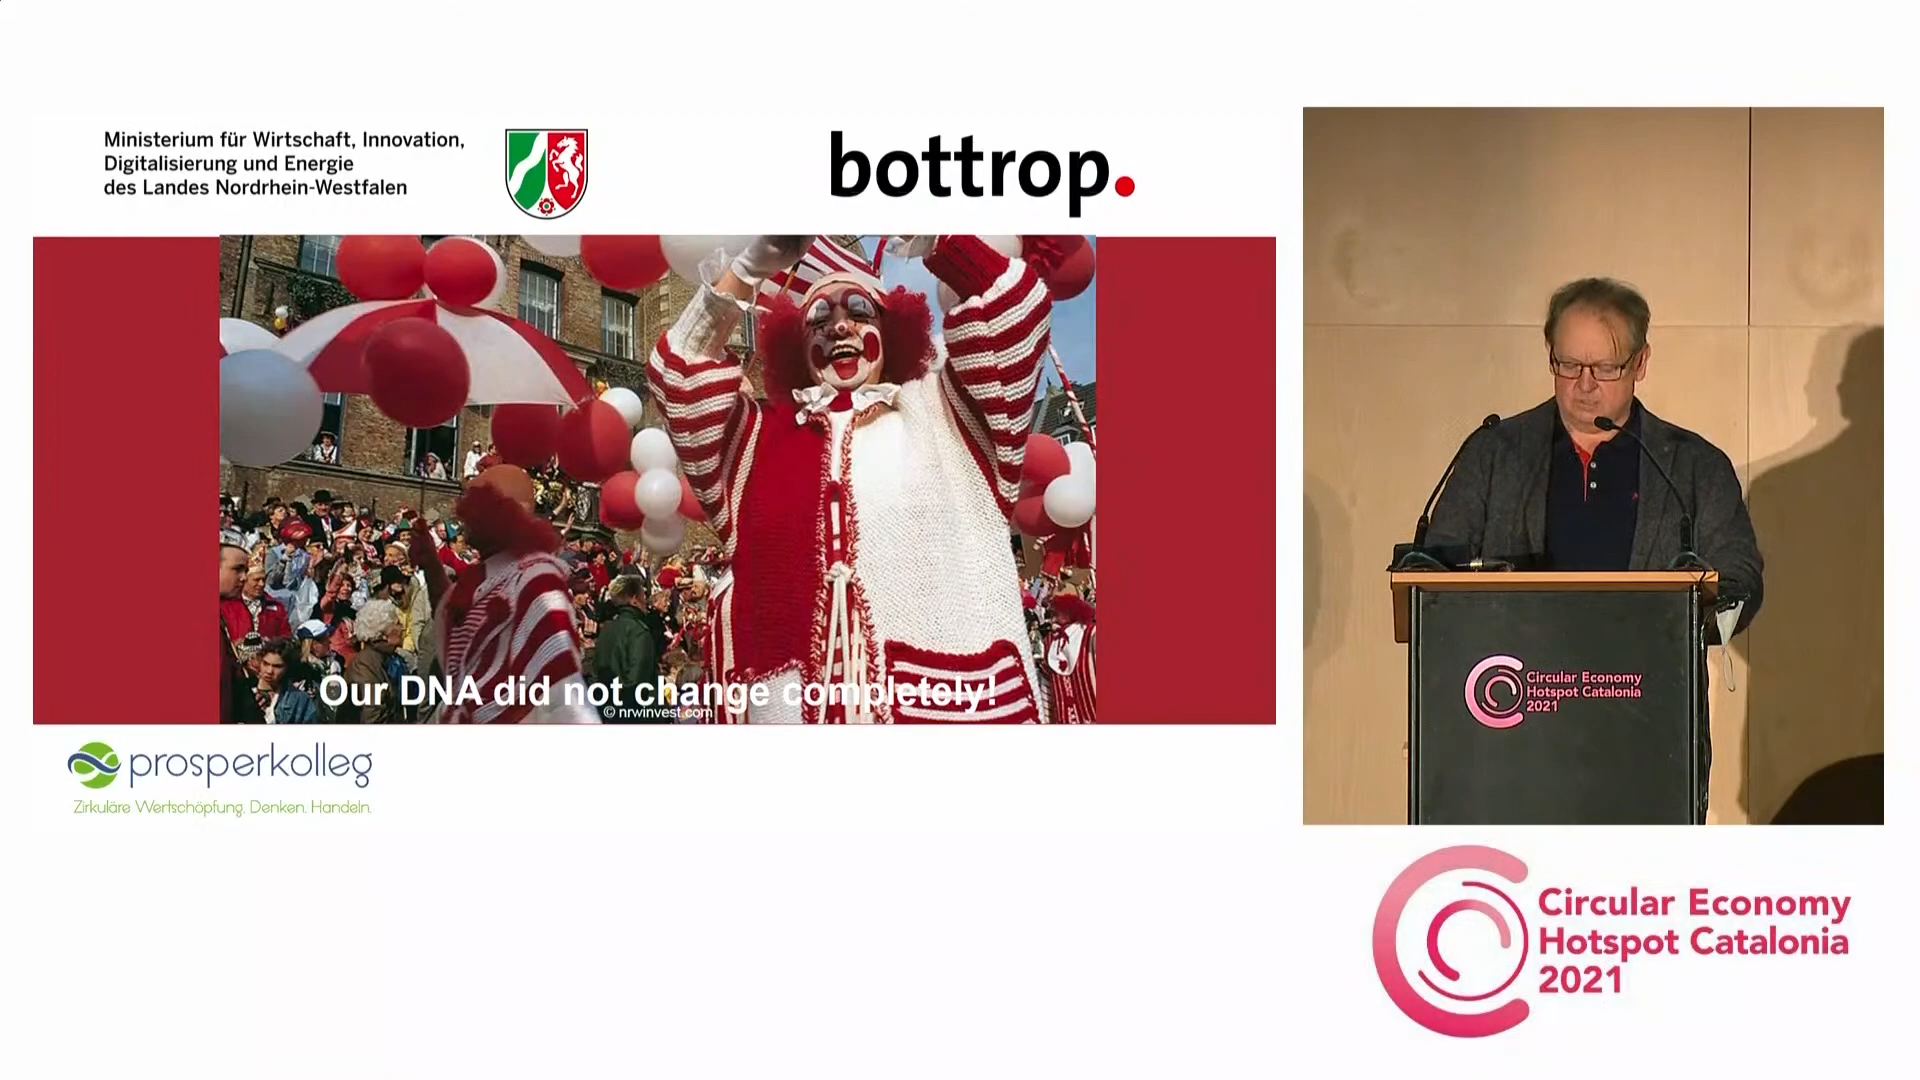 Ministerium für Wirtschaft, Innovation,
Digitalisierung und Energie
des Landes Nordrhein-Westfalen
bottrop.
Our DNA did not change completely!
© nrwinvest.com
prosperkolleg
Zirkuläre Wertschöpfung. Denken. Handeln.
Circular Economy
Hotspot Catalonia
2021
Circular Economy
Hotspot Catalonia
2021